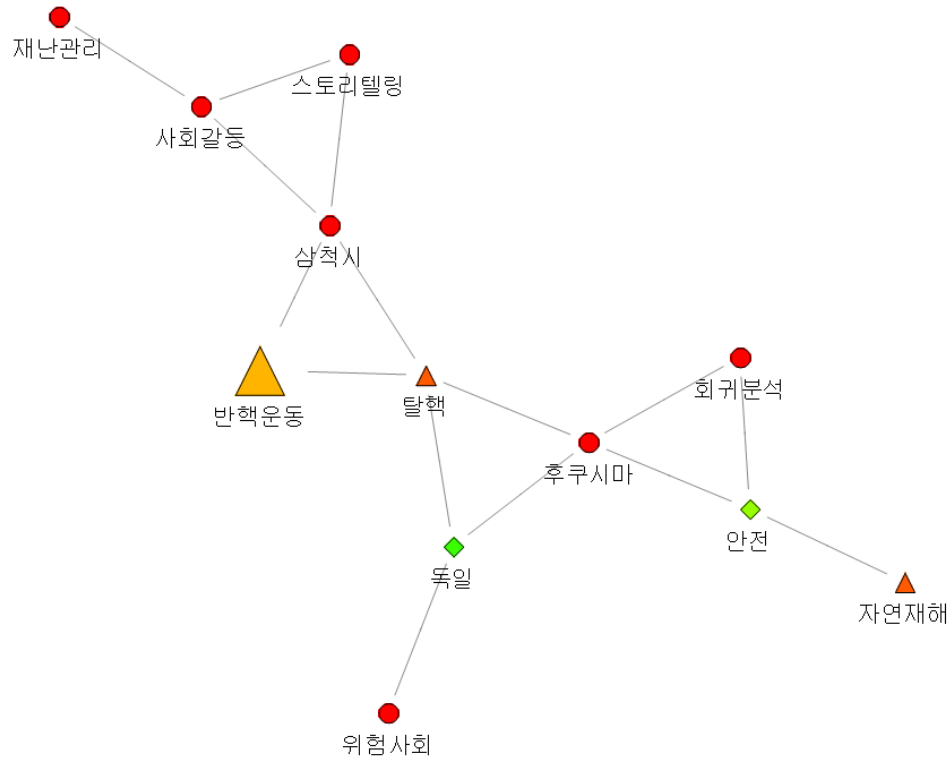 재난관리
스토리텔링
사회갈등
삼척시
회귀분석
탈핵
반핵운동
후쿠시마
안전
독일
자연재해
위험사회